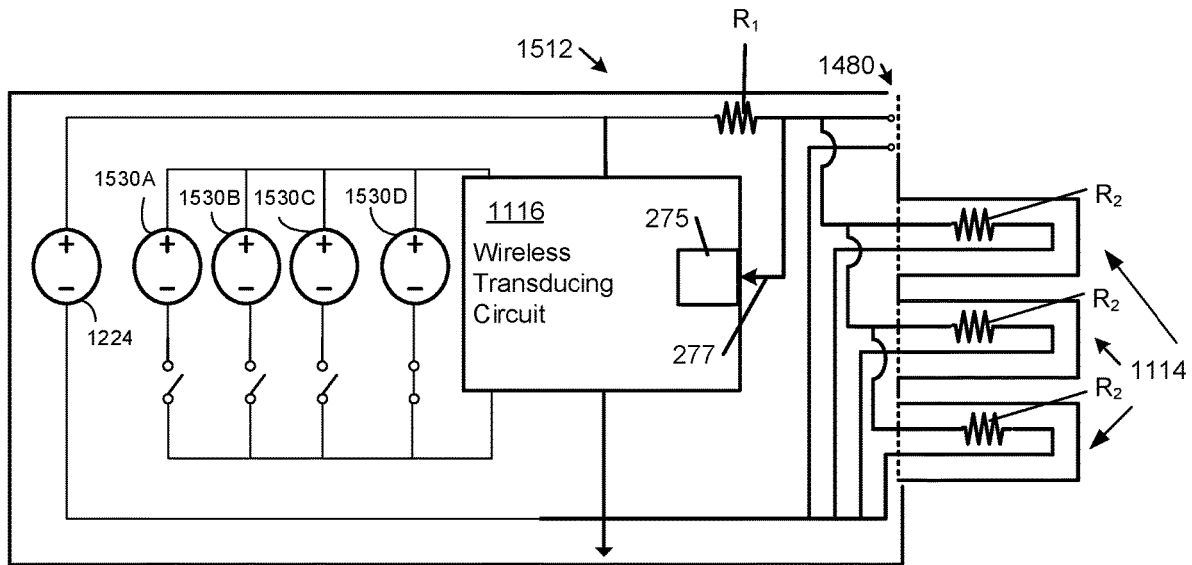 R1
1512
1480
1530A
1530B
1530C
1530D
1116
Wireless
Transducing
Circuit
275
277
R2
R2
R2
1114
1224
+
−
+
−
+
−
+
−
+
−